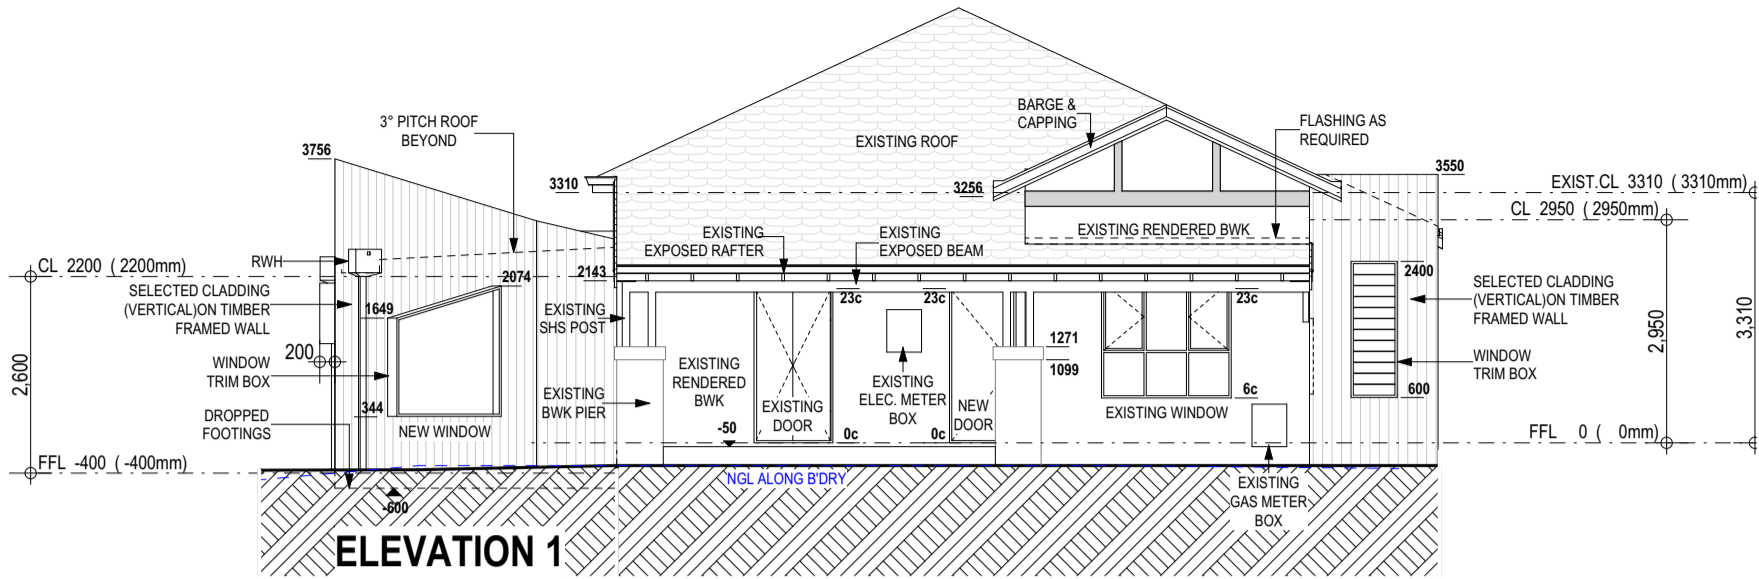 3° PITCH ROOF
BEYOND
3756
EXISTING ROOF
BARGE &
CAPPING
FLASHING AS
REQUIRED
3550
3310
3256
EXIST.CL 3310 ( 3310mm)
CL 2950 ( 2950mm)
EXISTING RENDERED BWK
EXISTING
EXPOSED RAFTER
EXISTING
EXPOSED BEAM
RWH
CL 2200 ( 2200mm)
2074
2143
2400
SELECTED CLADDING
(VERTICAL)ON TIMBER
FRAMED WALL
1649
EXISTING
SHS POST
23c
23c
23c
SELECTED CLADDING
(VERTICAL)ON TIMBER
FRAMED WALL
2,600
200
WINDOW
TRIM BOX
1271
1099
2,950
3,310
WINDOW
TRIM BOX
344
EXISTING
BWK PIER
EXISTING
RENDERED
BWK
EXISTING
DOOR
EXISTING
ELEC. METER
BOX
NEW
DOOR
6c
EXISTING WINDOW
600
DROPPED
FOOTINGS
NEW WINDOW
-50
0c
0c
FFL 0 ( 0mm)
FFL -400 ( -400mm)
NGL ALONG B'DRY
EXISTING
GAS METER
BOX
-600
ELEVATION 1